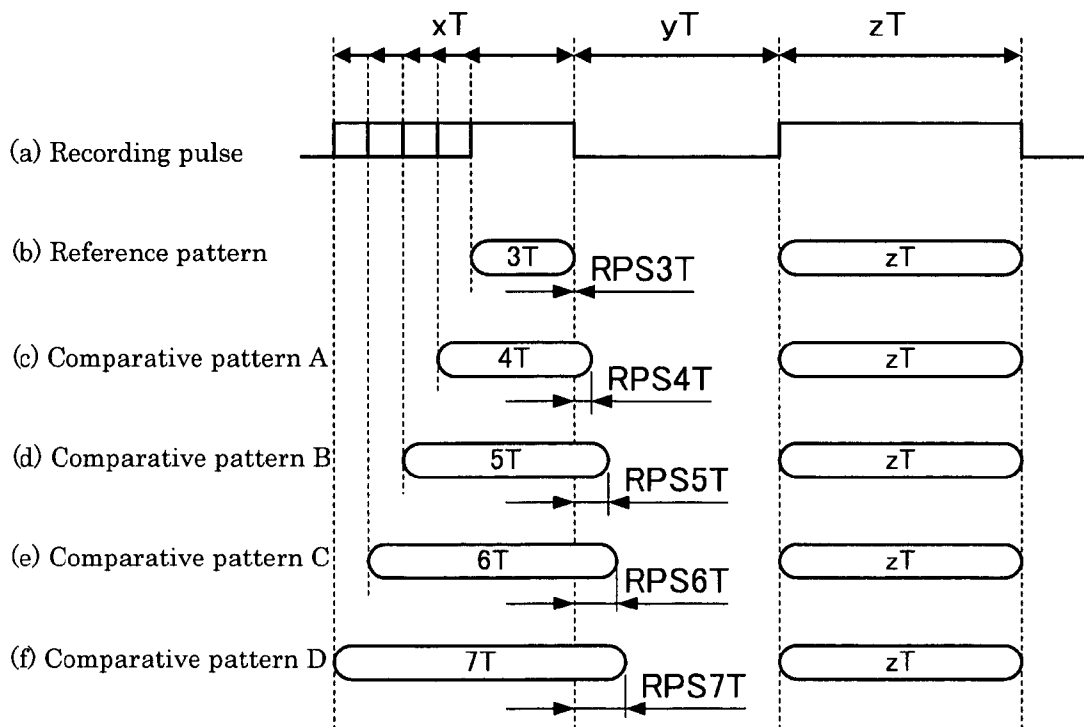 xT yT zT
(a) Recording pulse
(b) Reference pattern 3T RPS3T zT
(c) Comparative pattern A 4T RPS4T zT
(d) Comparative pattern B 5T RPS5T zT
(e) Comparative pattern C 6T RPS6T zT
(f) Comparative pattern D 7T RPS7T zT